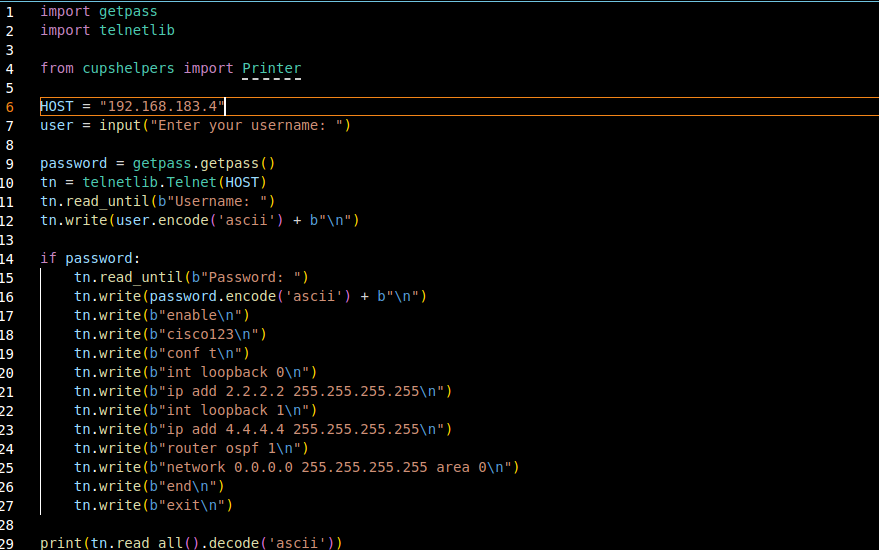 1 import getpass
2 import telnetlib
3
4 from cupshelpers import Printer
5
6 HOST = "192.168.183.4"
7 user = input("Enter your username: ")
8
9 password = getpass.getpass()
10 tn = telnetlib.Telnet(HOST)
11 tn.read_until(b"Username: ")
12 tn.write(user.encode('ascii') + b"\n")
13
14 if password:
15     tn.read_until(b"Password: ")
16     tn.write(password.encode('ascii') + b"\n")
17     tn.write(b"enable\n")
18     tn.write(b"cisco123\n")
19     tn.write(b"conf t\n")
20     tn.write(b"int loopback 0\n")
21     tn.write(b"ip add 2.2.2.2 255.255.255.255\n")
22     tn.write(b"int loopback 1\n")
23     tn.write(b"ip add 4.4.4.4 255.255.255.255\n")
24     tn.write(b"router ospf 1\n")
25     tn.write(b"network 0.0.0.0 255.255.255.255 area 0\n")
26     tn.write(b"end\n")
27     tn.write(b"exit\n")
28
29 print(tn.read_all().decode('ascii'))